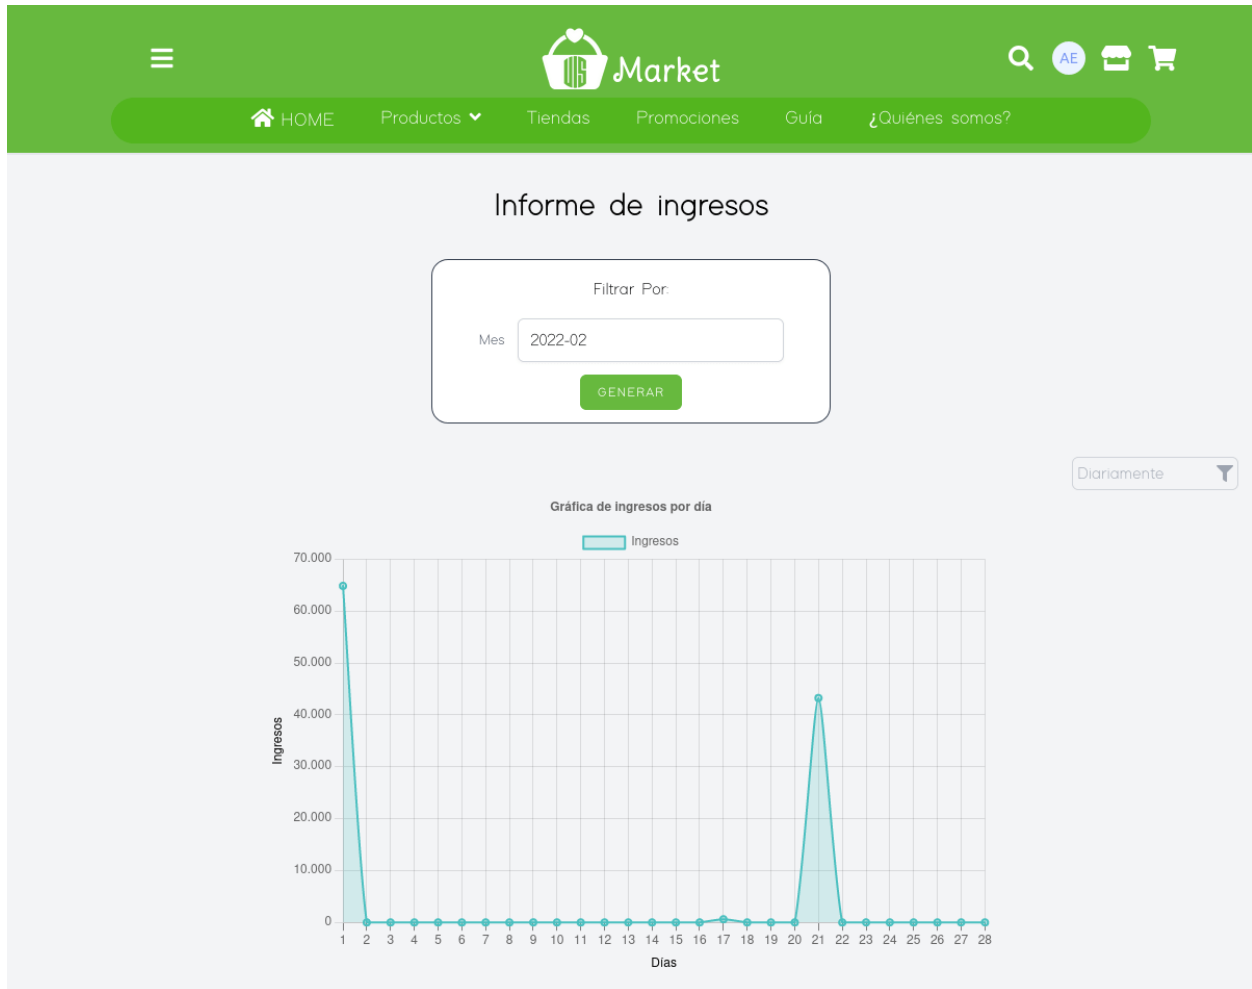 Market
AE
HOME Productos Tiendas Promociones Guía ¿Quiénes somos?
Informe de ingresos
Filtrar Por:
Mes 2022-02
GENERAR
Diariamente
Gráfica de ingresos por día
Ingresos
70.000
60.000
50.000
40.000
30.000
20.000
10.000
0
Ingresos
1 2 3 4 5 6 7 8 9 10 11 12 13 14 15 16 17 18 19 20 21 22 23 24 25 26 27 28
Días